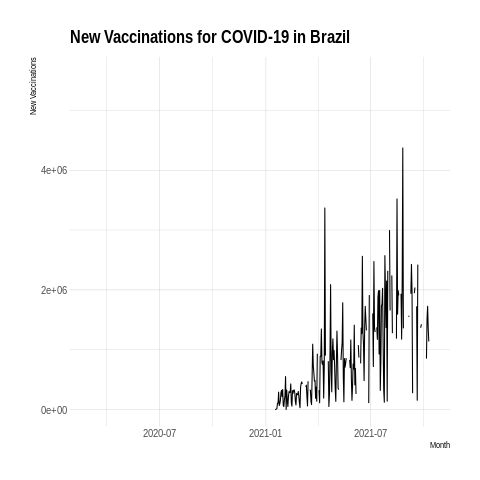 New Vaccinations for COVID-19 in Brazil
New Vaccinations
4e+06
2e+06
0e+00
2020-07
2021-01
2021-07
Month